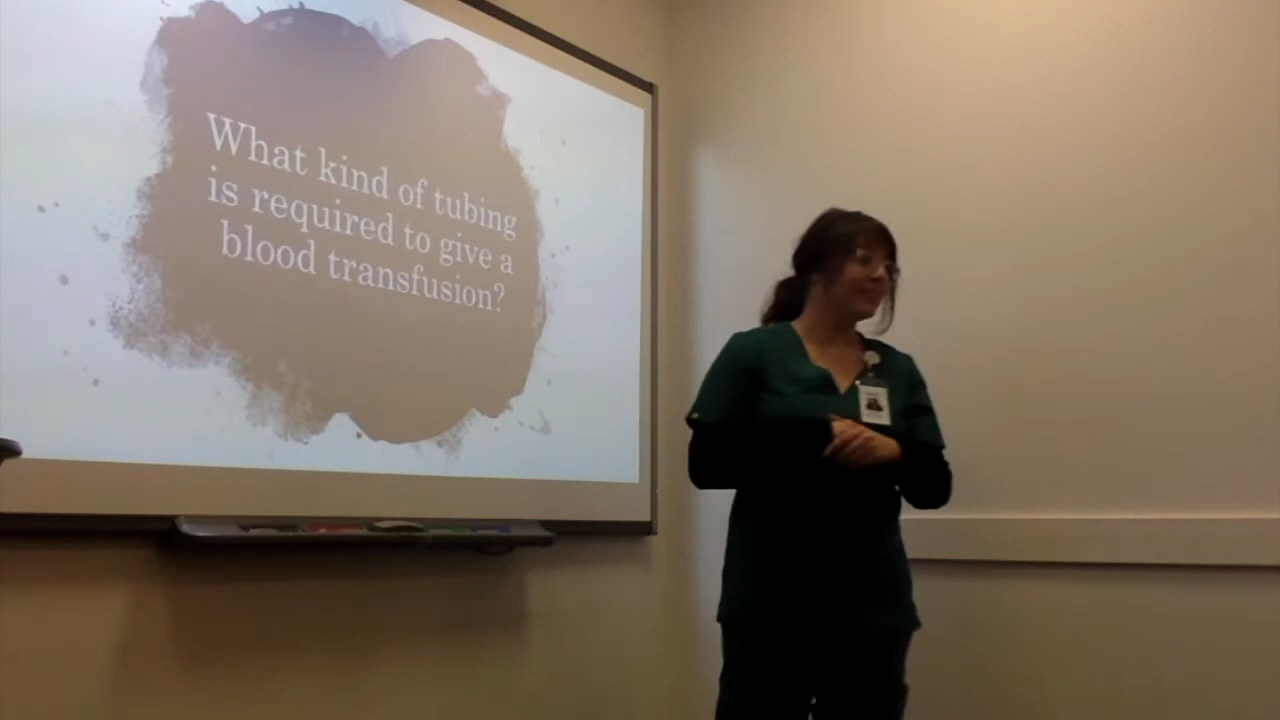 What kind of tubing
is required to give a
blood transfusion?